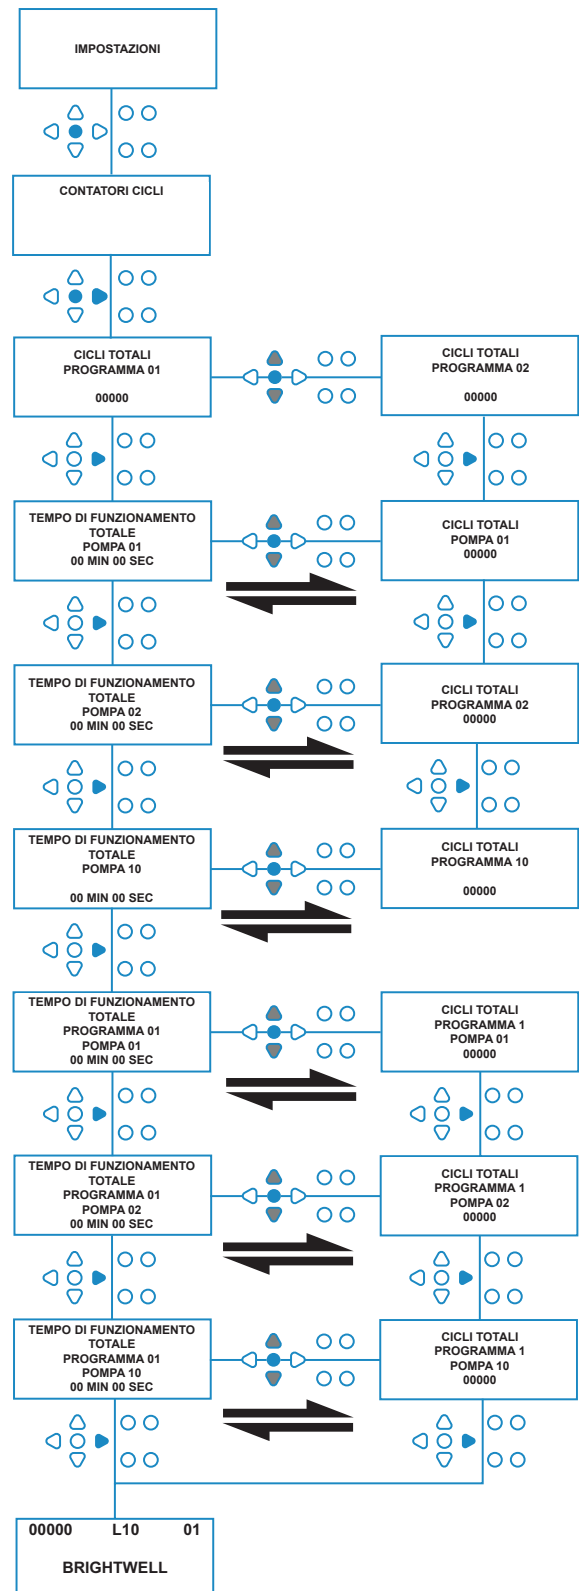 IMPOSTAZIONI
CONTATORI CICLI
CICLI TOTALI
PROGRAMMA 01
00000
CICLI TOTALI
PROGRAMMA 02
00000
TEMPO DI FUNZIONAMENTO
TOTALE
POMPA 01
00 MIN 00 SEC
CICLI TOTALI
POMPA 01
00000
TEMPO DI FUNZIONAMENTO
TOTALE
POMPA 02
00 MIN 00 SEC
CICLI TOTALI
PROGRAMMA 02
00000
TEMPO DI FUNZIONAMENTO
TOTALE
POMPA 10
00 MIN 00 SEC
CICLI TOTALI
PROGRAMMA 10
00000
TEMPO DI FUNZIONAMENTO
TOTALE
PROGRAMMA 01
POMPA 01
00 MIN 00 SEC
CICLI TOTALI
PROGRAMMA 1
POMPA 01
00000
TEMPO DI FUNZIONAMENTO
TOTALE
PROGRAMMA 01
POMPA 02
00 MIN 00 SEC
CICLI TOTALI
PROGRAMMA 1
POMPA 02
00000
TEMPO DI FUNZIONAMENTO
TOTALE
PROGRAMMA 01
POMPA 10
00 MIN 00 SEC
CICLI TOTALI
PROGRAMMA 1
POMPA 10
00000
00000 L10 01
BRIGHTWELL